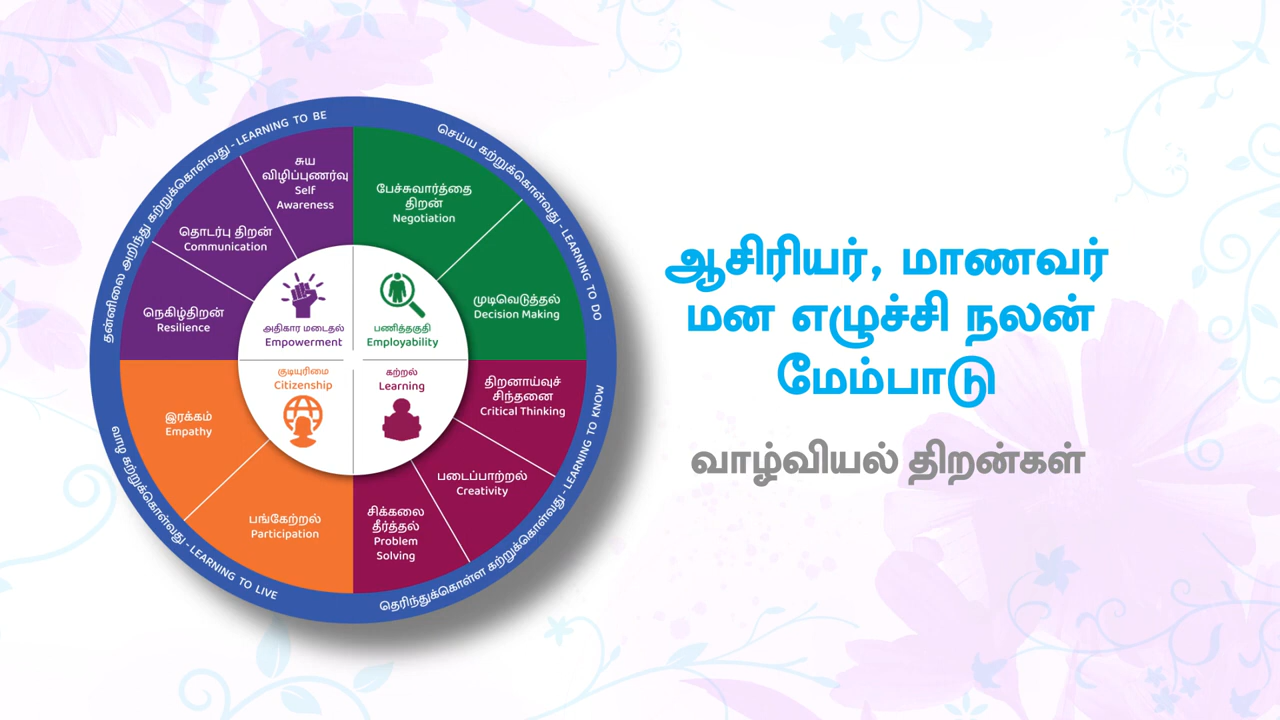 தன்னிலை அறிந்து கற்றுக்கொள்வது - LEARNING TO BE
செய்ய கற்றுக்கொள்வது - LEARNING TO DO
சுய
விழிப்புணர்வு
Self
Awareness
தொடர்பு திறன்
Communication
நெகிழ்திறன்
Resilience
பேச்சுவார்த்தை
திறன்
Negotiation
முடிவெடுத்தல்
Decision Making
அதிகார மடைதல்
Empowerment
பணித்தகுதி
Employability
குடியுரிமை
Citizenship
கற்றல்
Learning
இரக்கம்
Empathy
பங்கேற்றல்
Participation
திறனாய்வுச்
சிந்தனை
Critical Thinking
படைப்பாற்றல்
Creativity
சிக்கலை
தீர்த்தல்
Problem
Solving
வாழ கற்றுக்கொள்வது - LEARNING TO LIVE
தெரிந்துக்கொள்ள கற்றுக்கொள்வது - LEARNING TO KNOW
ஆசிரியர், மாணவர்
மன எழுச்சி நலன்
மேம்பாடு
வாழ்வியல் திறன்கள்